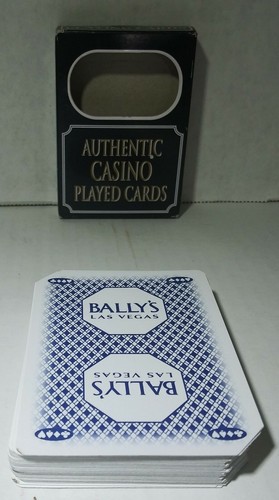 AUTHENTIC
CASINO
PLAYED CARDS
BALLY'S
LAS VEGAS
BALLY'S
LAS VEGAS